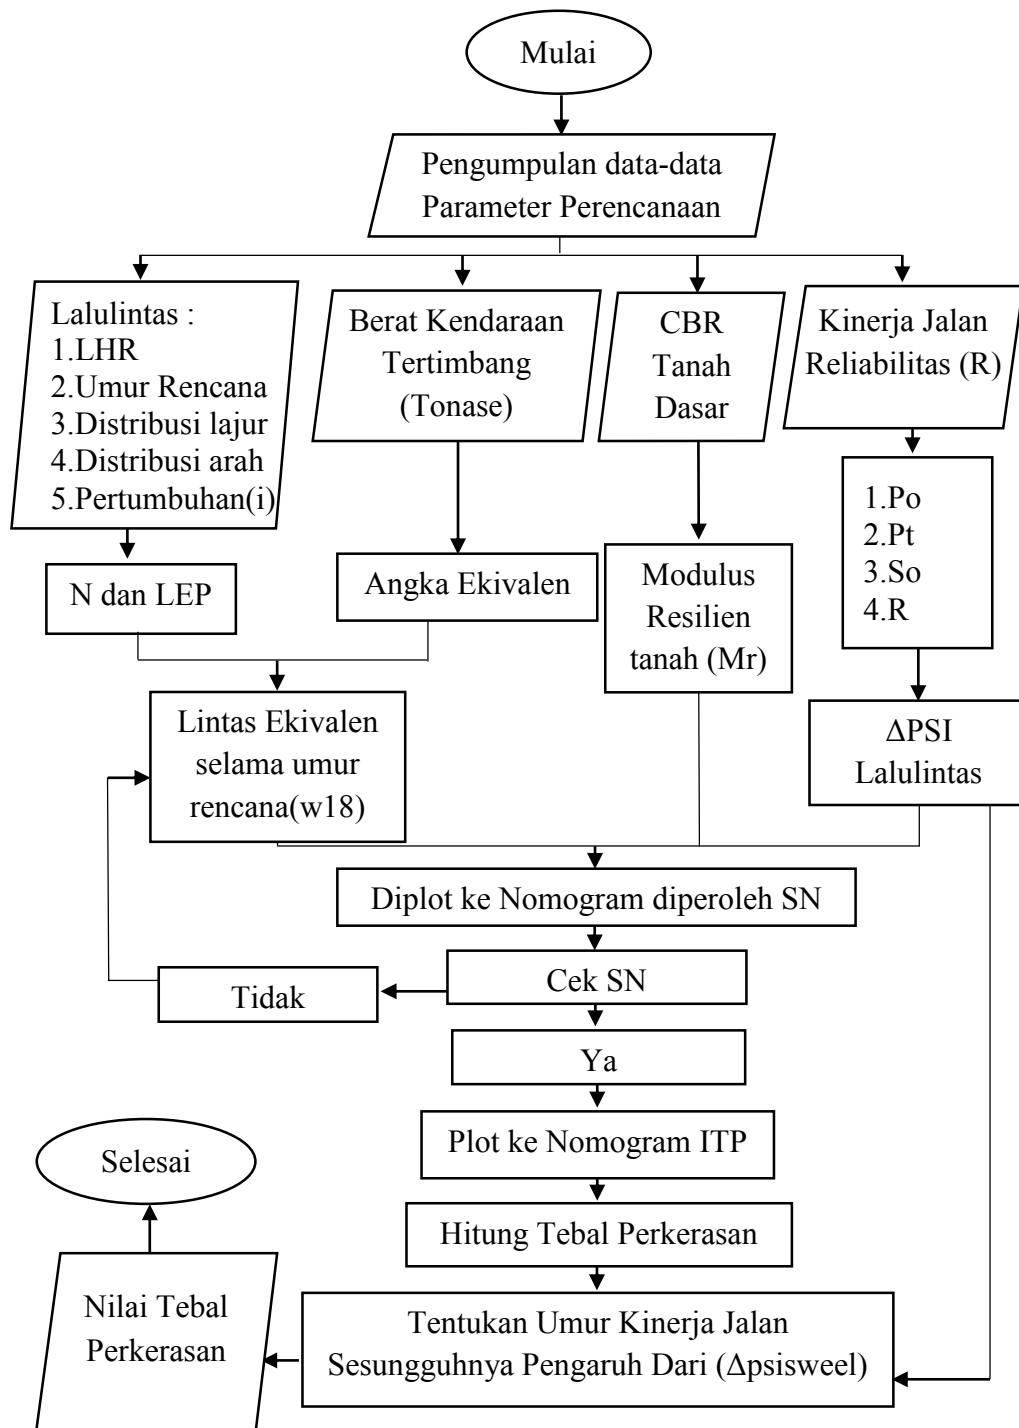 Mulai
Pengumpulan data-data
Parameter Perencanaan
Lalulintas :
1.LHR
2.Umur Rencana
3.Distribusi lajur
4.Distribusi arah
5.Pertumbuhan(i)
Berat Kendaraan
Tertimbang
(Tonase)
CBR
Tanah
Dasar
Kinerja Jalan
Reliabilitas (R)
N dan LEP
Angka Ekivalen
Modulus
Resilien
tanah (Mr)
1.Po
2.Pt
3.So
4.R
Lintas Ekivalen
selama umur
rencana(w18)
ΔPSI
Lalulintas
Diplot ke Nomogram diperoleh SN
Cek SN
Tidak
Ya
Plot ke Nomogram ITP
Hitung Tebal Perkerasan
Tentukan Umur Kinerja Jalan
Sesungguhnya Pengaruh Dari (Δpsisweel)
Nilai Tebal
Perkerasan
Selesai